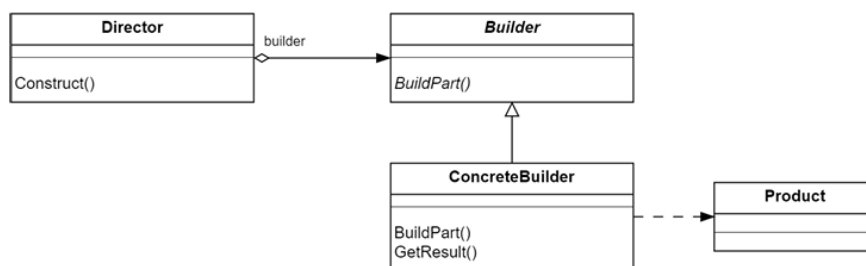 Director
Construct()
builder
Builder
BuildPart()
ConcreteBuilder
BuildPart()
GetResult()
Product